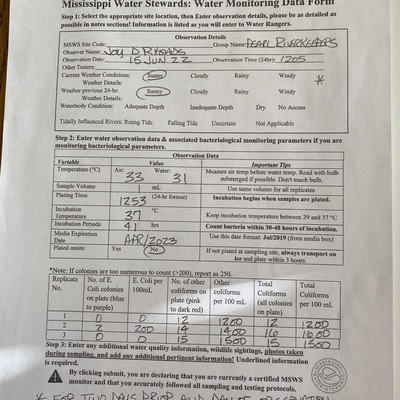 Mississippi Water Stewards: Water Monitoring Data Form
Step 1: Select the appropriate site location, then Enter observation details, please be as detailed as
possible in notes sections! Information is listed as you will enter to Water Rangers.
Observation Details
MSWS Site Code: Group Name: PEARL RIVERKEEPERS
Observer Name: JOY D RHOADS
Observation Date: 15 JUN 22 Observation Time (24hr) 1205
Other Testers:
Current Weather Conditions: Sunny Cloudy Rainy Windy
Weather Details: *
Weather previous 24-hrs: Sunny Cloudy Rainy Windy
Weather Details:
Waterbody Condition: Adequate Depth Inadequate Depth Dry No Access
Tidally Influenced Rivers: Rising Tide Falling Tide Uncertain Not Applicable
Step 2: Enter water observation data & associated bacteriological monitoring parameters if you are
monitoring bacteriological parameters.
Observation Data
Variable Value Important Tips
Temperature (°C) Air: 33 Water: 31 Measure air temp before water temp. Read with bulb
submerged if possible. Don't touch bulb.
Sample Volume 1 mL Use same volume for all replicates
Plating Time 1253 (24-hr format) Incubation begins when samples are plated.
Incubation
Temperature 37 °C Keep incubation temperature between 29 and 37 °C
Incubation Periods 41 hrs Count bacteria within 30-48 hours of incubation.
Media Expiration
Date APR/2023 Use this date format: Jul/2019 (from media box)
Plated onsite Yes No If not plated at sampling site, always transport on
ice and plate within 3 hours.
*Note: If colonies are too numerous to count (>200), report as 250.
Replicate
No. No. of E.
Coli colonies
on plate (blue
to purple) E. Coli per
100mL No. of other
coliforms on
plate (pink
to dark red) Other
coliforms
per 100 mL Total
Coliforms
(all colonies
on plate) Total
Coliforms
per 100 mL
1 0 0 12 1200 12 1200
2 2 200 14 1400 16 1600
3 0 0 15 1500 15 1500
Step 3: Enter any additional water quality information, wildlife sightings, photos taken
during sampling, and add any additional pertinent information! Underlined information
is required.
By clicking submit, you are declaring that you are currently a certified MSWS
monitor and that you accurately followed all sampling and testing protocols.
* FOR TWO DAYS PRIOR AND DAY OF